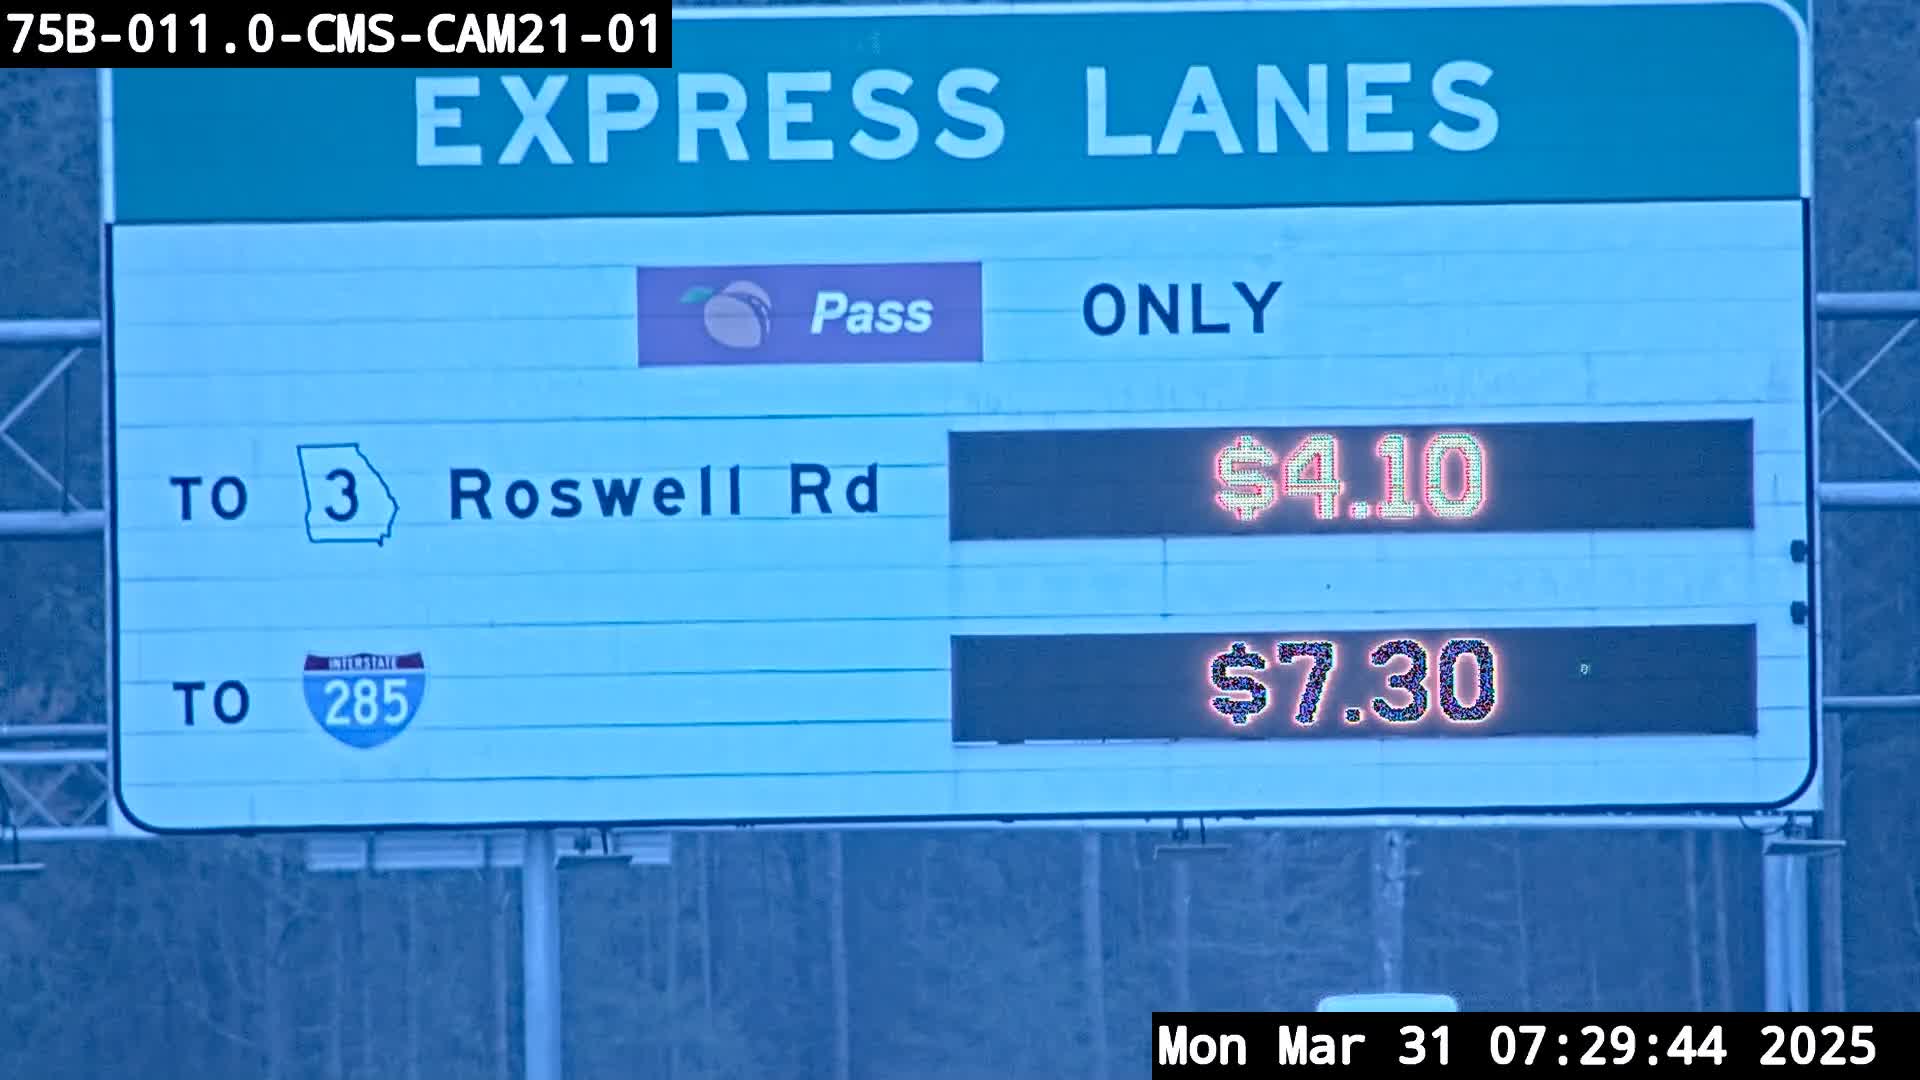 75B-011.0-CMS-CAM21-01
EXPRESS LANES
Pass ONLY
TO 3 Roswell Rd $4.10
TO INTERSTATE 285 $7.30
Mon Mar 31 07:29:44 2025